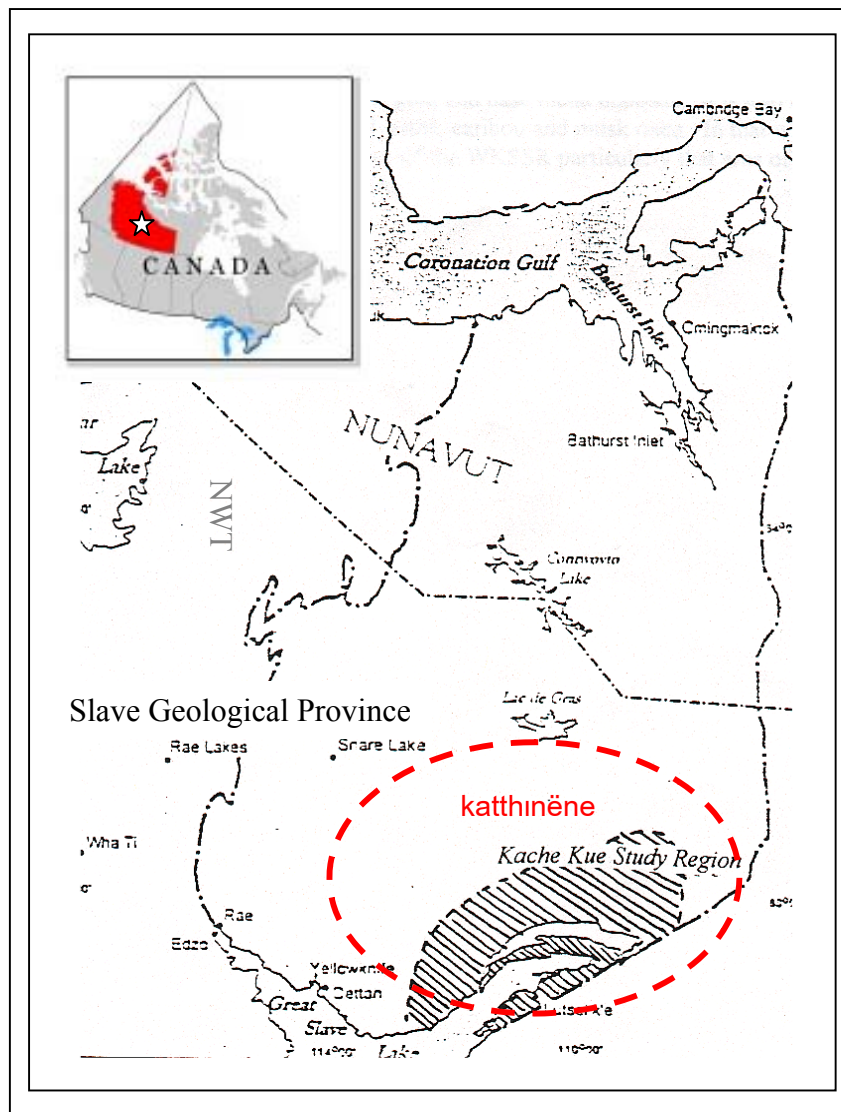 Cambridge Bay
CANADA
Coronation Gulf
Bathurst Inlet
Omingmaktok
NUNAVUT
Bathurst Inlet
Lake
NWT
Contwoyto
Lake
Lac de Gras
Slave Geological Province
Rae Lakes
Snare Lake
katthınëne
Wha Ti
Kache Kue Study Region
Rae
Edzo
Yellowknife
Dettah
Great
Slave
Lake
Lutsel k'e
114°00'
110°00'